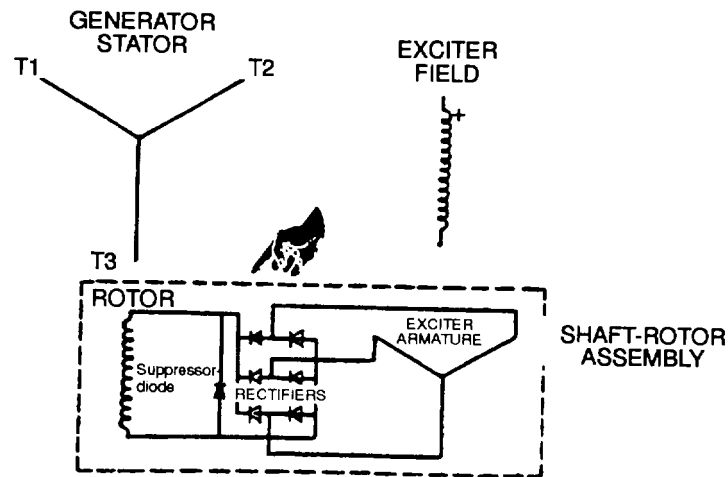 GENERATOR
STATOR
T1
T2
EXCITER
FIELD
+
T3
ROTOR
EXCITER
ARMATURE
SHAFT-ROTOR
ASSEMBLY
Suppressor-
diode
RECTIFIERS